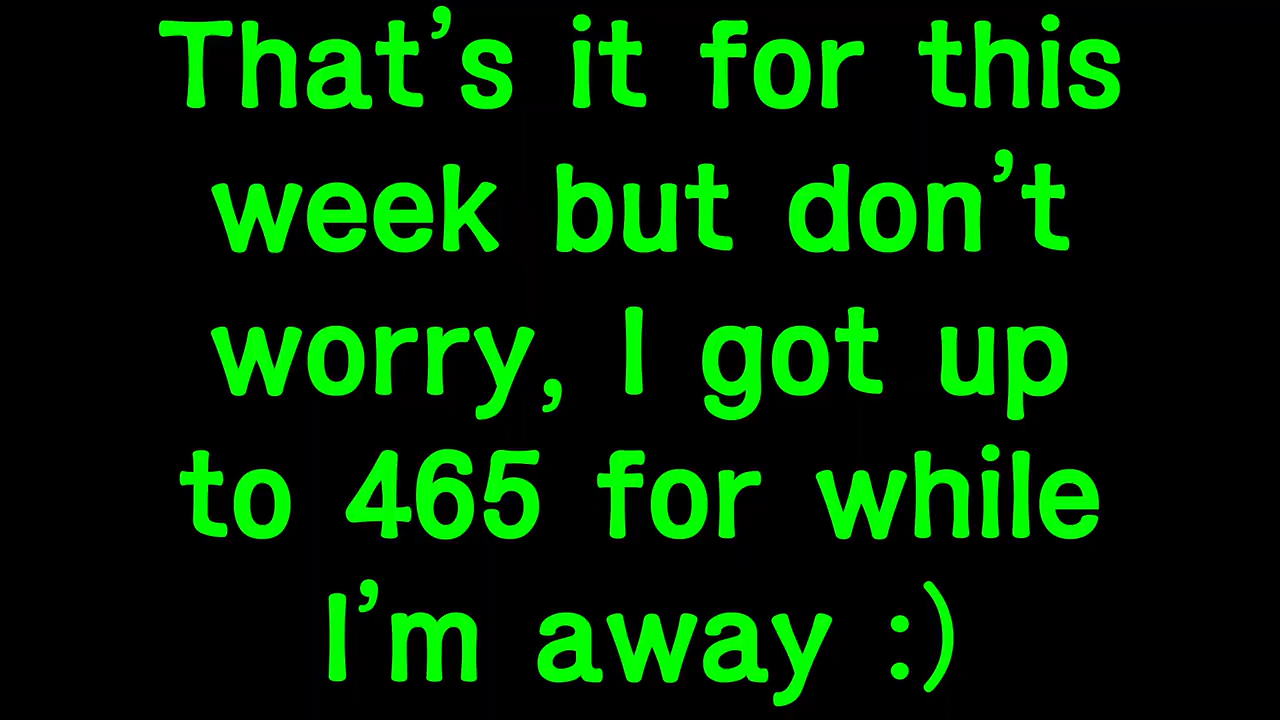 That's it for this
week but don't
worry, I got up
to 465 for while
I'm away :)